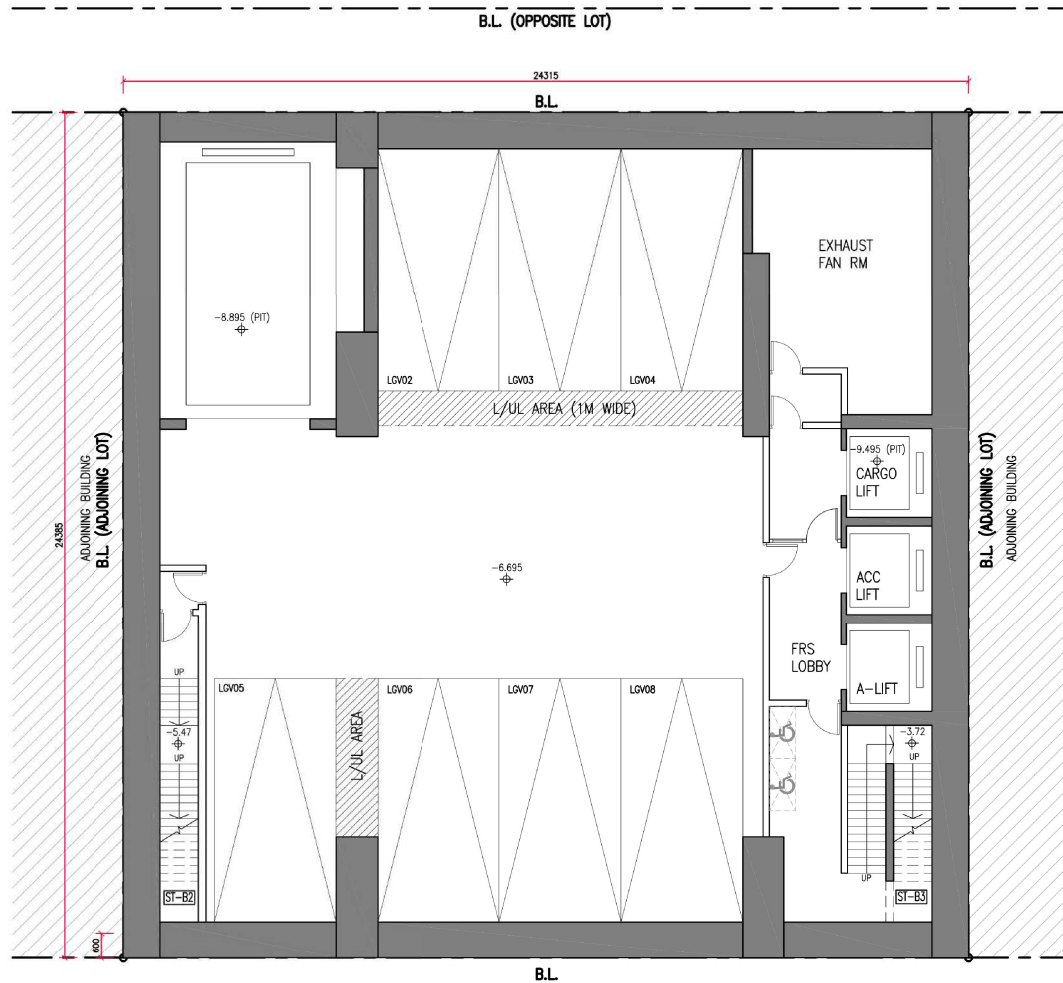 B.L. (OPPOSITE LOT)
24315
B.L.
EXHAUST
FAN RM
-8.895 (PIT)
LGV02
LGV03
LGV04
L/UL AREA (1M WIDE)
-9.495 (PIT)
CARGO
LIFT
24385
ADJOINING BUILDING
B.L. (ADJOINING LOT)
B.L. (ADJOINING LOT)
ADJOINING BUILDING
-6.695
ACC
LIFT
FRS
LOBBY
A-LIFT
UP
LGV05
L/UL AREA
LGV06
LGV07
LGV08
-5.47
UP
-3.72
UP
UP
ST-B2
ST-B3
600
B.L.